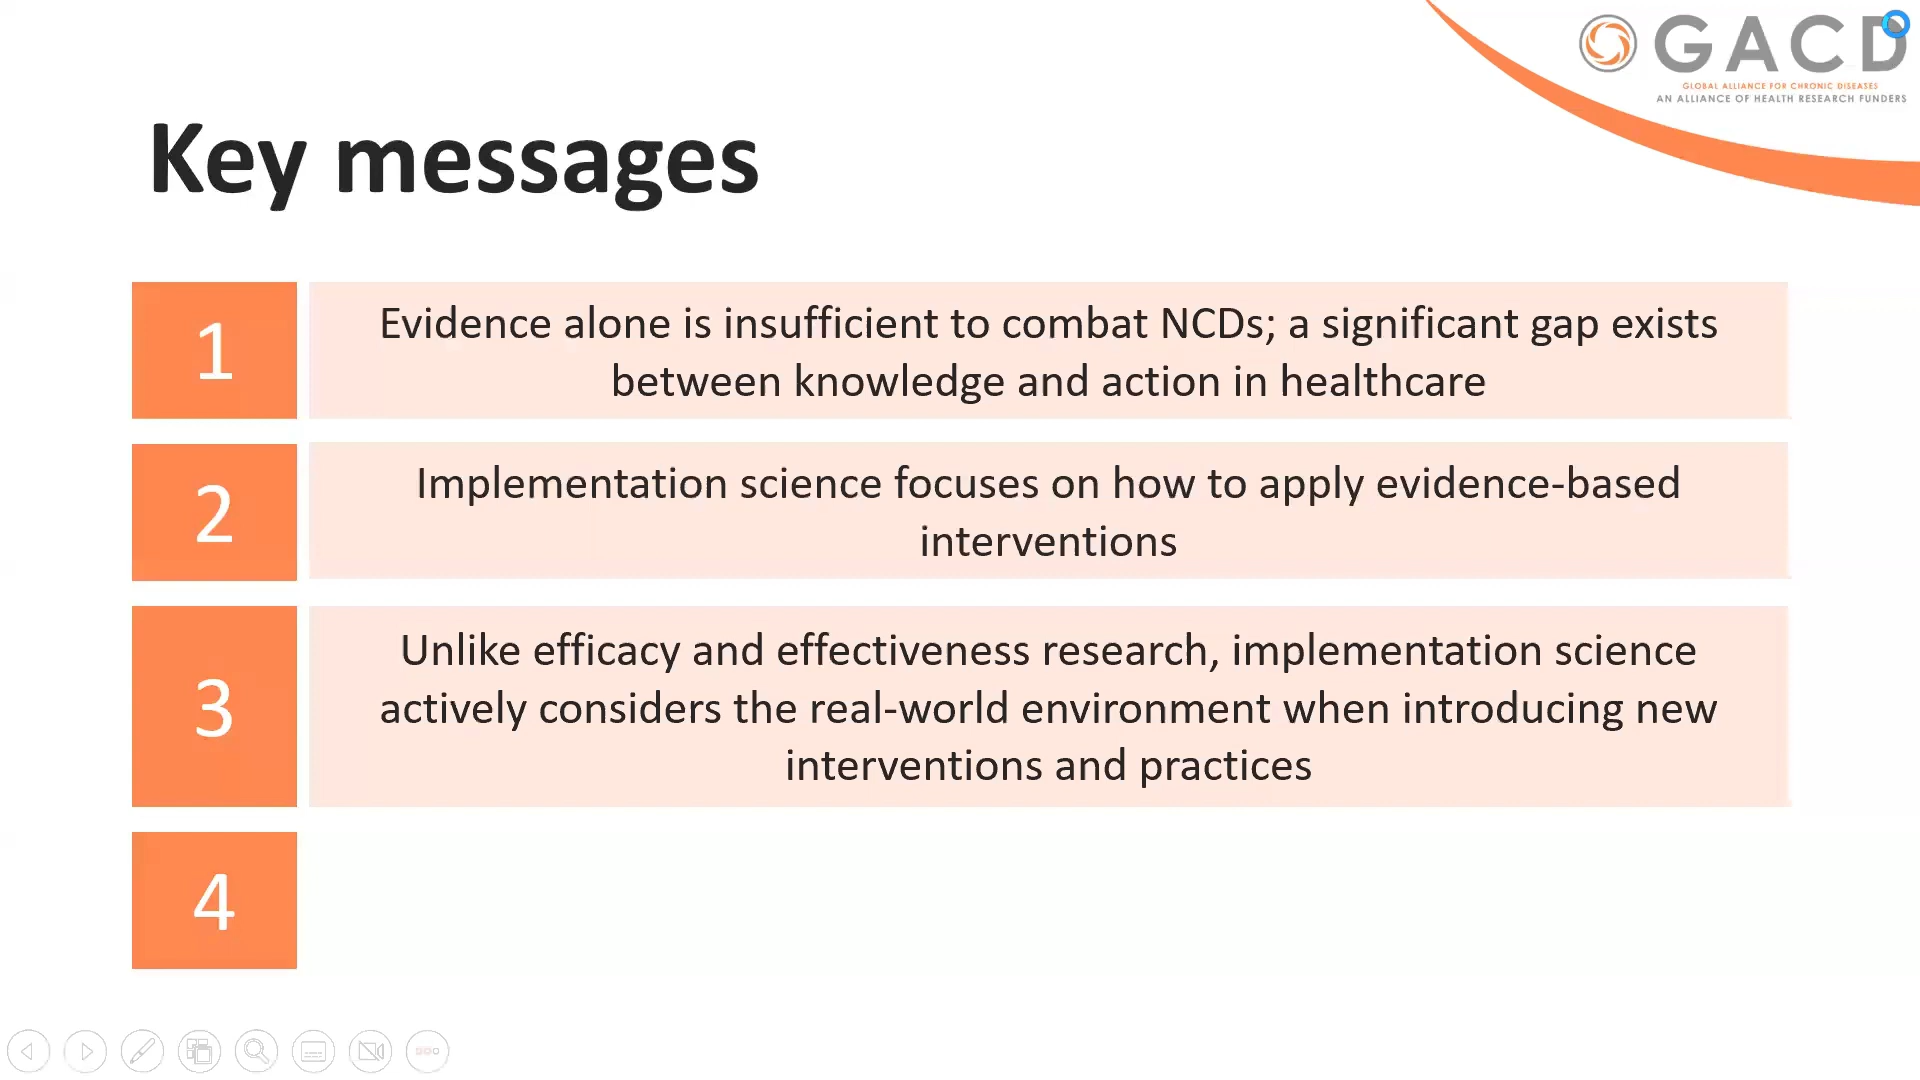 GACD
GLOBAL ALLIANCE FOR CHRONIC DISEASES
AN ALLIANCE OF HEALTH RESEARCH FUNDERS
Key messages
1
Evidence alone is insufficient to combat NCDs; a significant gap exists
between knowledge and action in healthcare
2
Implementation science focuses on how to apply evidence-based
interventions
3
Unlike efficacy and effectiveness research, implementation science
actively considers the real-world environment when introducing new
interventions and practices
4